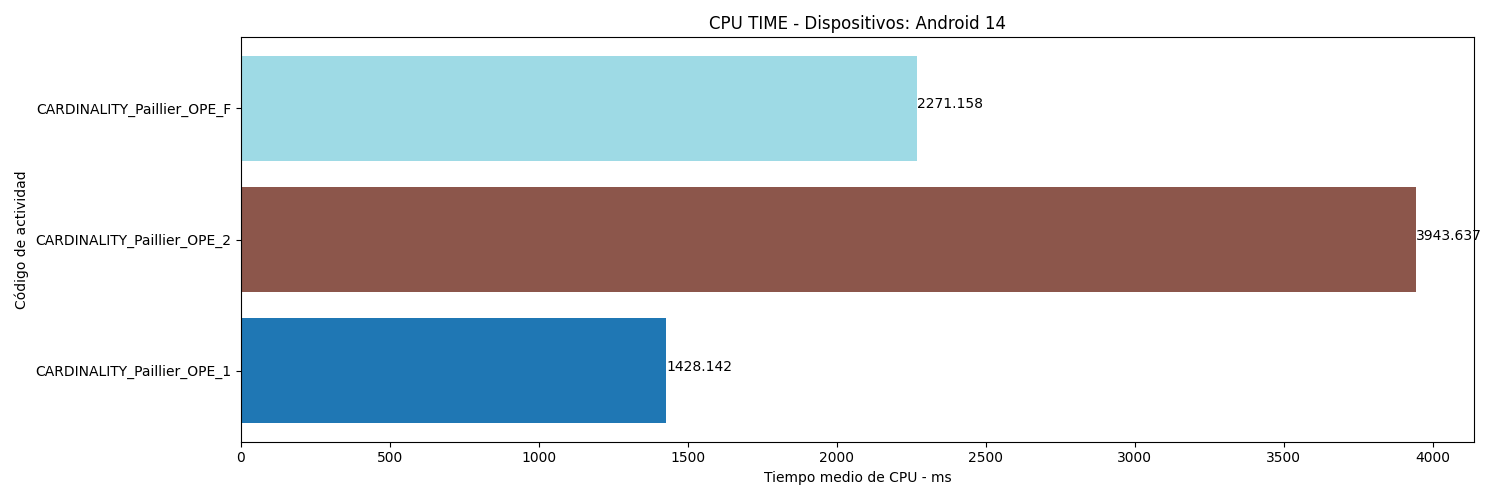 CPU TIME - Dispositivos: Android 14
Código de actividad
CARDINALITY_Paillier_OPE_F
2271.158
CARDINALITY_Paillier_OPE_2
3943.637
CARDINALITY_Paillier_OPE_1
1428.142
0 500 1000 1500 2000 2500 3000 3500 4000
Tiempo medio de CPU - ms